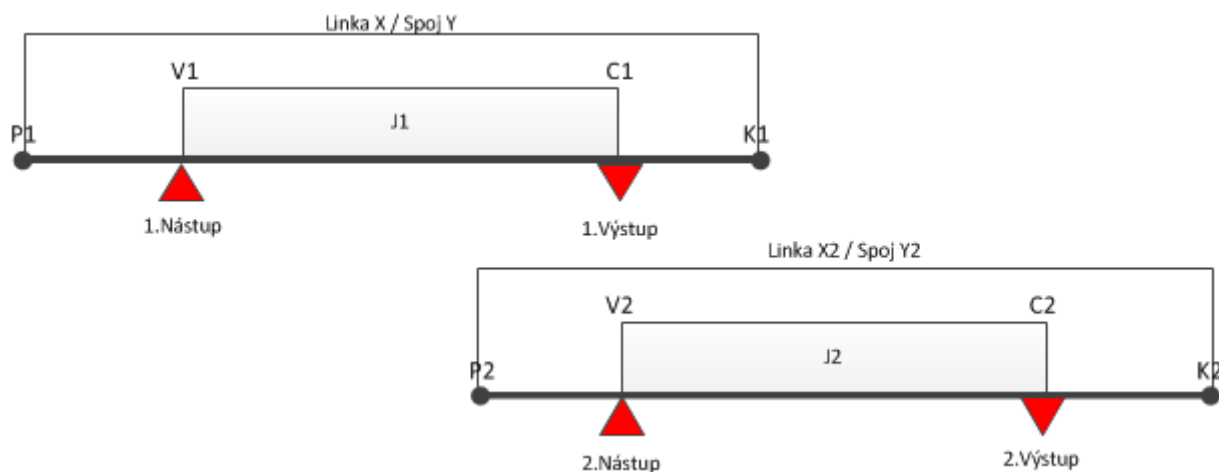 Linka X / Spoj Y
V1
C1
J1
P1
K1
1.Nástup
1.Výstup
Linka X2 / Spoj Y2
V2
C2
J2
P2
K2
2.Nástup
2.Výstup